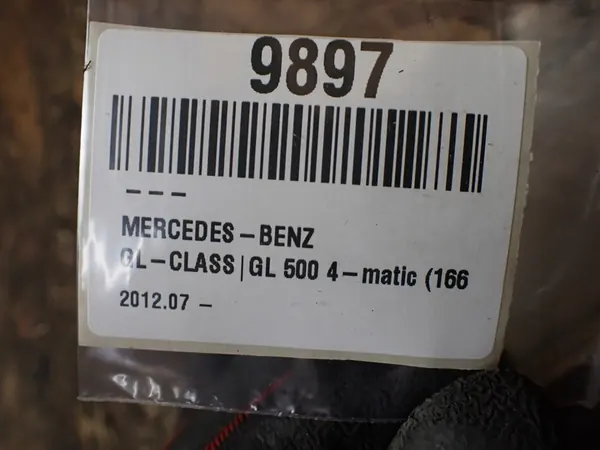 9897
---
MERCEDES-BENZ
GL-CLASS|GL 500 4-matic (166
2012.07 -